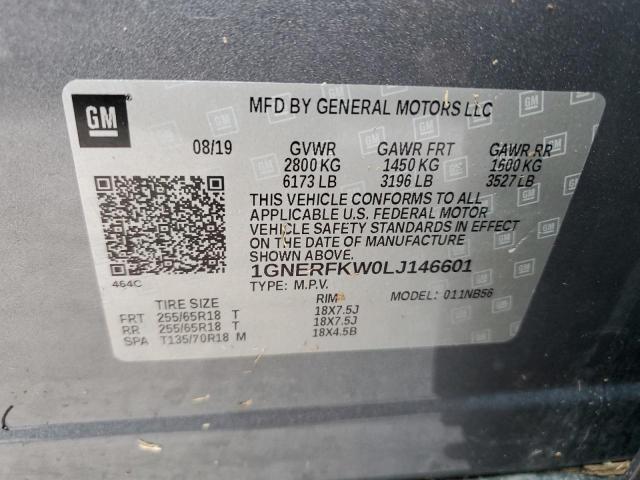 GM
MFD BY GENERAL MOTORS LLC
08/19 GVWR GAWR FRT GAWR RR
2800 KG 1450 KG 1600 KG
6173 LB 3196 LB 3527 LB
THIS VEHICLE CONFORMS TO ALL
APPLICABLE U.S. FEDERAL MOTOR
VEHICLE SAFETY STANDARDS IN EFFECT
ON THE DATE OF MANUFACTURE
SHOWN ABOVE.
1GNERFKW0LJ146601
464C
TYPE: M.P.V. MODEL: 011NB56
TIRE SIZE RIM
FRT 255/65R18 T 18X7.5J
RR 255/65R18 T 18X7.5J
SPA T135/70R18 M 18X4.5B